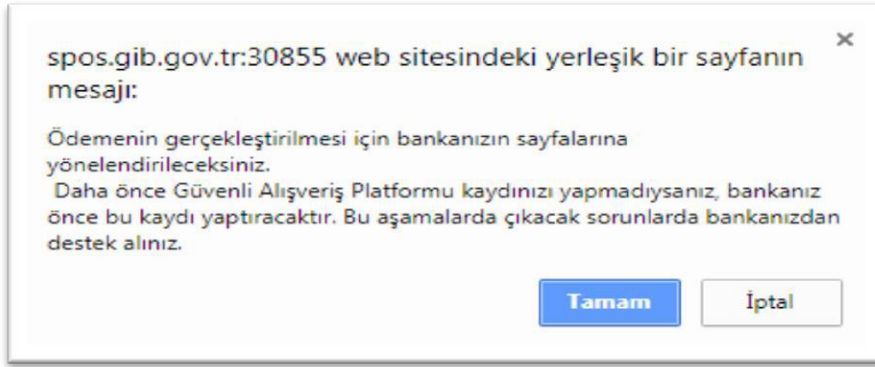 spos.gib.gov.tr:30855 web sitesindeki yerleşik bir sayfanın
mesajı:
Ödemenin gerçekleştirilmesi için bankanızın sayfalarına
yönelendirileceksiniz.
Daha önce Güvenli Alışveriş Platformu kaydınızı yapmadıysanız, bankanız
önce bu kaydı yaptıracaktır. Bu aşamalarda çıkacak sorunlarda bankanızdan
destek alınız.
Tamam
İptal